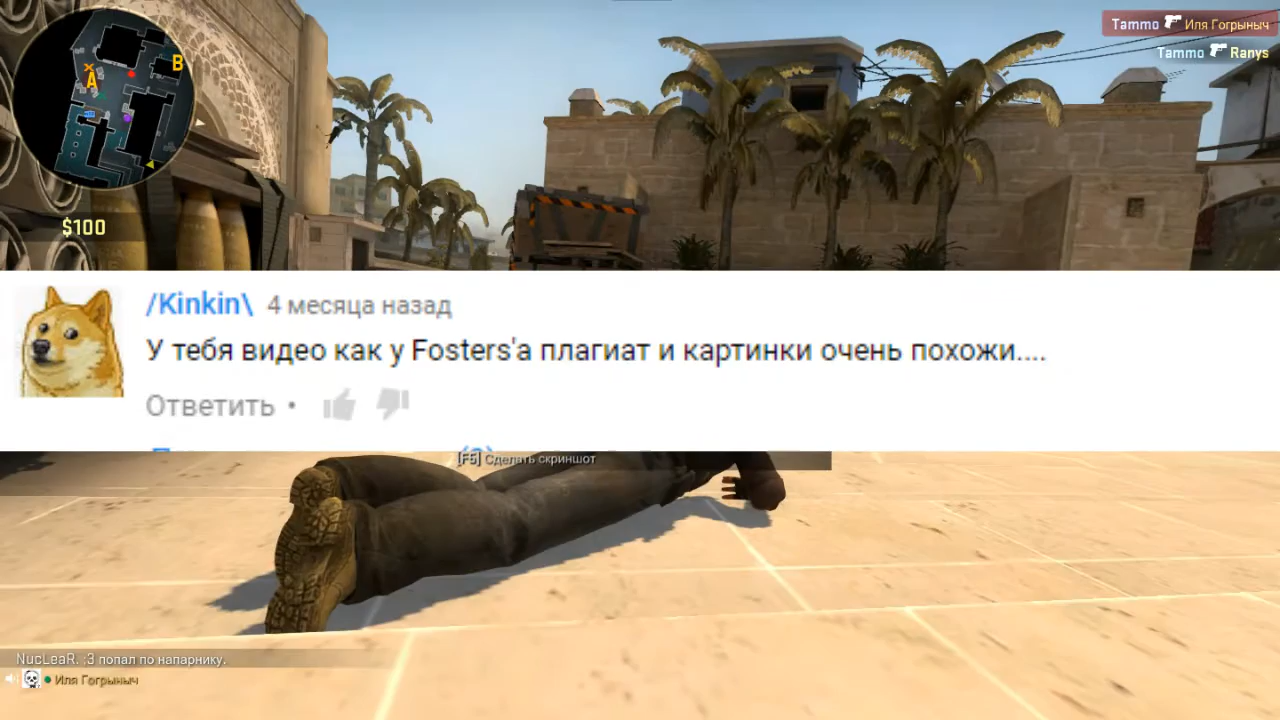 Tammo Иля Гогрыныч
Tammo Ranys
B
A
$100
/Kinkin\ 4 месяца назад
У тебя видео как у Fosters'а плагиат и картинки очень похожи....
Ответить •
[F5] Сделать скриншот
NucLeaR. ;3 попал по напарнику.
Иля Гогрыныч